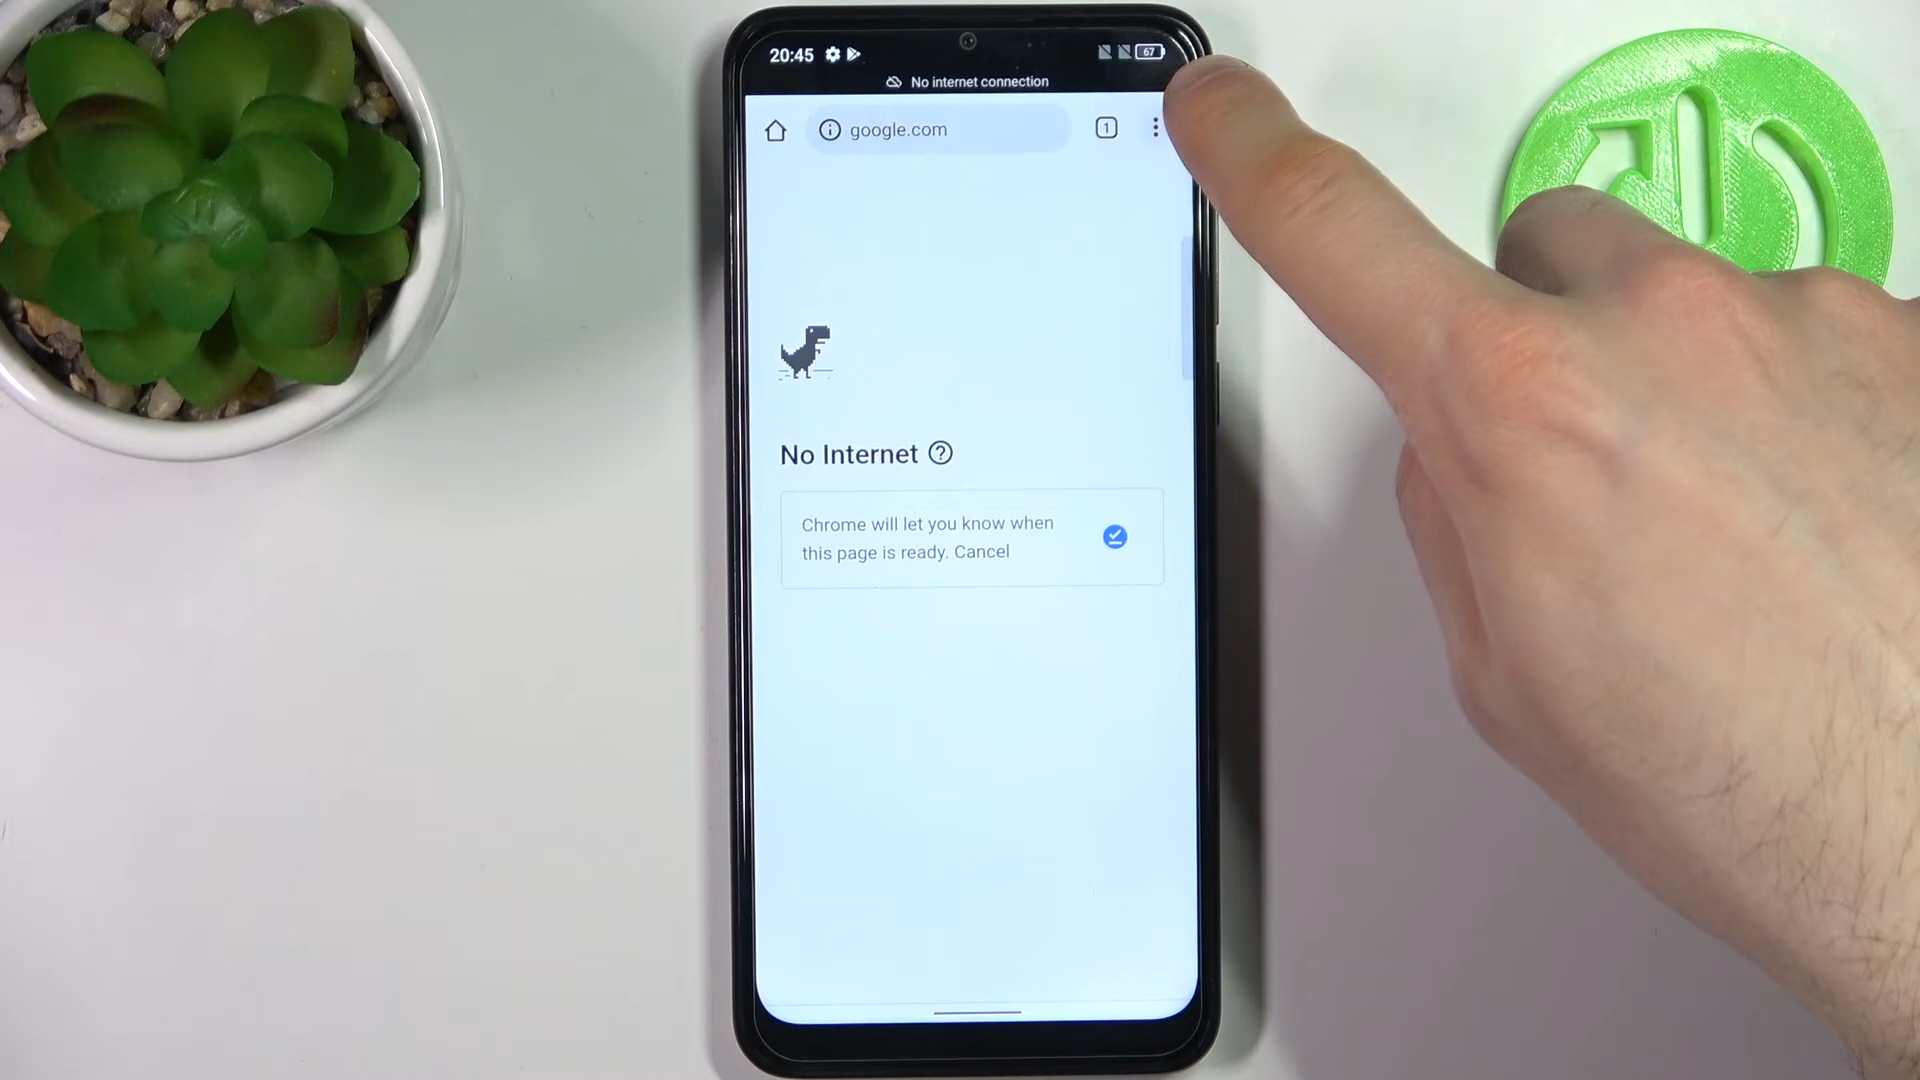 20:45
67
No internet connection
google.com
1
No Internet
Chrome will let you know when
this page is ready. Cancel